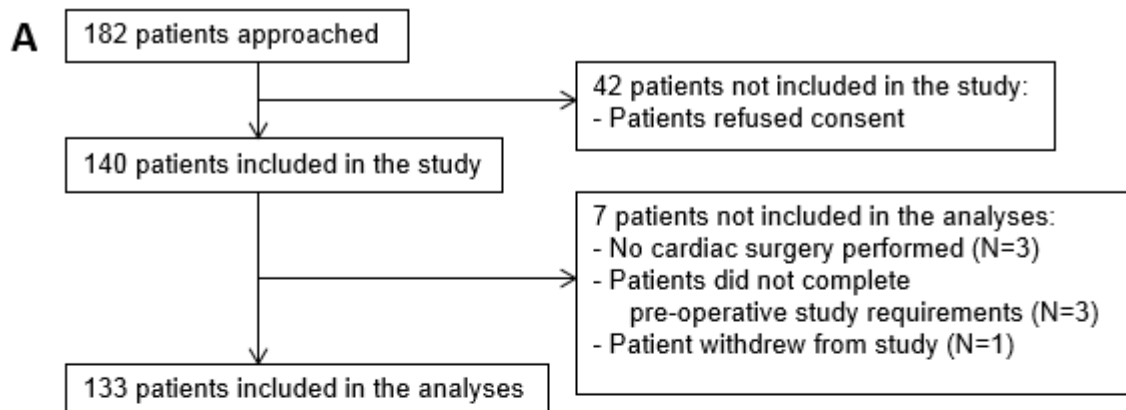 A
182 patients approached
42 patients not included in the study:
- Patients refused consent
140 patients included in the study
7 patients not included in the analyses:
- No cardiac surgery performed (N=3)
- Patients did not complete
pre-operative study requirements (N=3)
- Patient withdrew from study (N=1)
133 patients included in the analyses